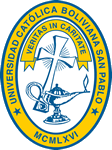 UNIVERSIDAD CATÓLICA BOLIVIANA SAN PABLO
VERITAS IN CARITATE
MCMLXVI